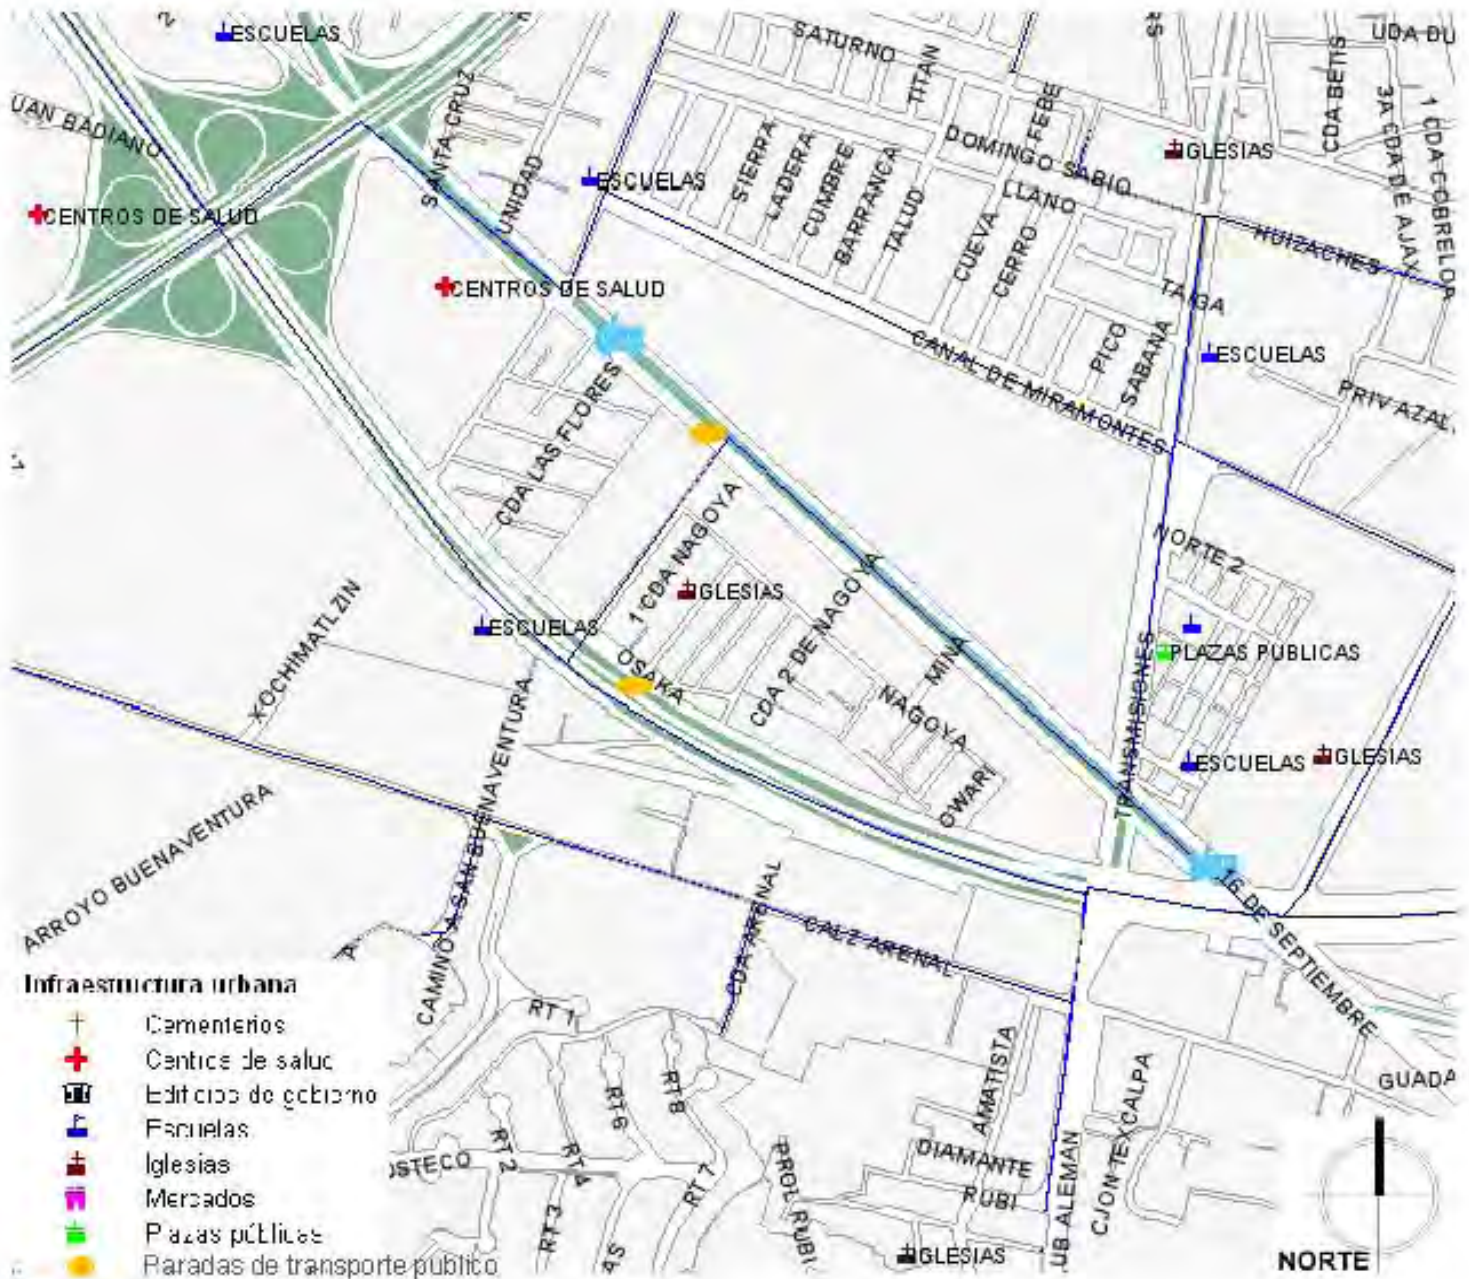 ESCUELAS
UDA DU
SATURNO
TITAN
CDA BETIS
3A CDA DE AJAY
1 CDA COBRELOA
UAN BADIANO
SANTA CRUZ
UNIDAD
FEBE
DOMINGO SABIO
IGLESIAS
SIERRA
LADERA
CUMBRE
BARRANCA
TALUD
LLANO
ESCUELAS
CENTROS DE SALUD
CUEVA
CERRO
HUIZACHES
TAIGA
CENTROS DE SALUD
PICO
SABANA
ESCUELAS
CANAL DE MIRAMONTES
PRIV AZAL
CDA LAS FLORES
1 CDA NAGOYA
NORTE 2
IGLESIAS
CDA 2 DE NAGOYA
XOCHIMATLZIN
ESCUELAS
OSAKA
MINA
TRANSMISIONES
PLAZAS PUBLICAS
NAGOYA
ESCUELAS
IGLESIAS
OWARI
ARROYO BUENAVENTURA
CAMINO A SAN BUENAVENTURA
16 DE SEPTIEMBRE
CDA ARENAL
CALZ ARENAL
Infraestructura urbana
Cementerios
Centros de salud
Edificios de gobierno
Escuelas
Iglesias
Mercados
Plazas públicas
Paradas de transporte público
RT 1
RT 6
RT 8
RT 2
RT 4
RT 7
RT 3
OSTECO
AMATISTA
CJON TEXCALPA
GUADA
DIAMANTE
RUBI
PROL RUBI
UB ALEMAN
IGLESIAS
NORTE